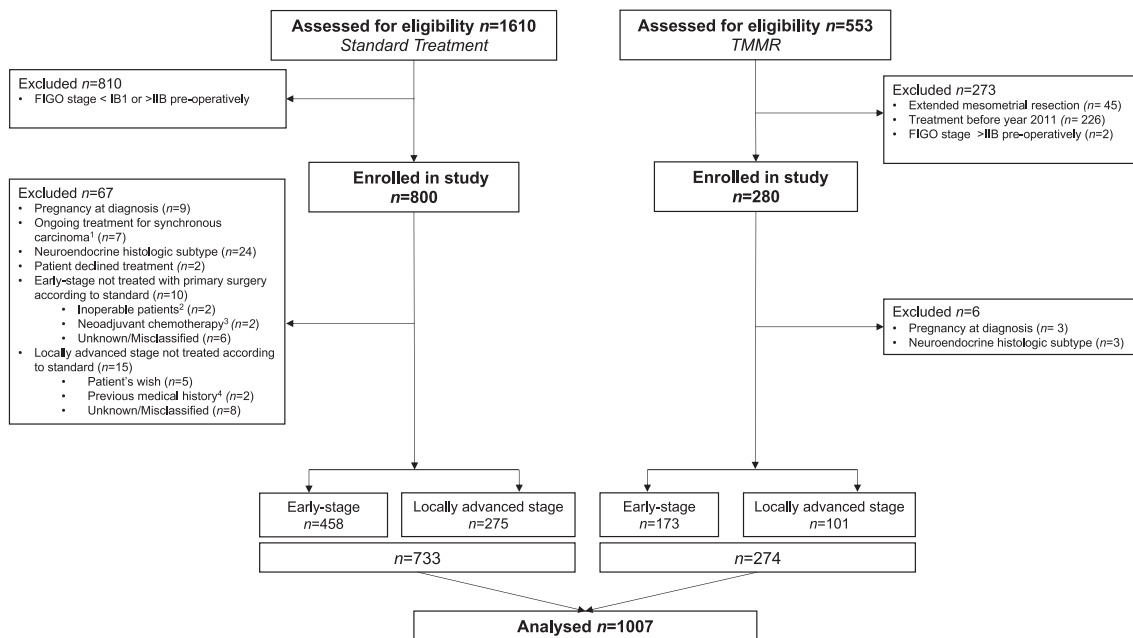 Assessed for eligibility n=1610
Standard Treatment
Assessed for eligibility n=553
TMMR
Excluded n=810
• FIGO stage < IB1 or >IIB pre-operatively
Excluded n=273
• Extended mesometrial resection (n= 45)
• Treatment before year 2011 (n= 226)
• FIGO stage >IIB pre-operatively (n=2)
Enrolled in study
n=800
Enrolled in study
n=280
Excluded n=67
• Pregnancy at diagnosis (n=9)
• Ongoing treatment for synchronous
carcinoma¹ (n=7)
• Neuroendocrine histologic subtype (n=24)
• Patient declined treatment (n=2)
• Early-stage not treated with primary surgery
according to standard (n=10)
• Inoperable patients² (n=2)
• Neoadjuvant chemotherapy³ (n=2)
• Unknown/Misclassified (n=6)
• Locally advanced stage not treated according
to standard (n=15)
• Patient's wish (n=5)
• Previous medical history⁴ (n=2)
• Unknown/Misclassified (n=8)
Excluded n=6
• Pregnancy at diagnosis (n= 3)
• Neuroendocrine histologic subtype (n=3)
Early-stage
n=458
Locally advanced stage
n=275
Early-stage
n=173
Locally advanced stage
n=101
n=733
n=274
Analysed n=1007